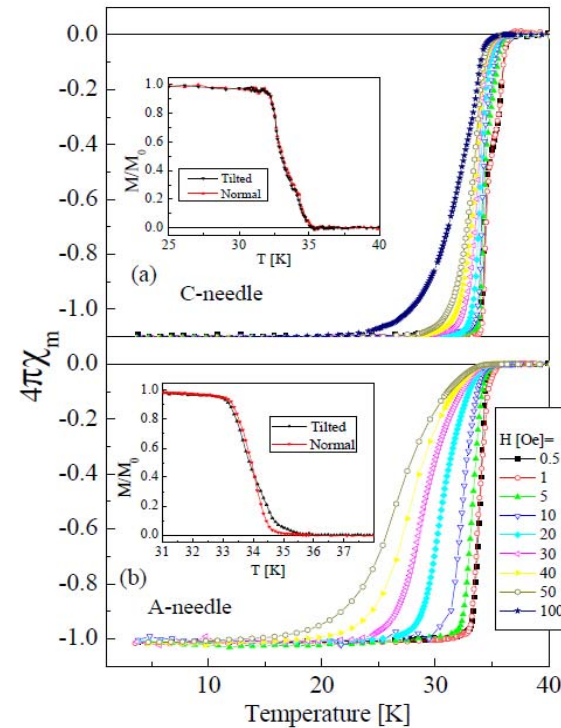 0.0
-0.2
-0.4
-0.6
-0.8
-1.0
1.0
0.8
0.6
0.4
0.2
0.0
M/M₀
Tilted
Normal
25 30 35 40
T [K]
(a)
C-needle
4πχₘ
0.0
-0.2
-0.4
-0.6
-0.8
-1.0
1.0
0.8
0.6
0.4
0.2
0.0
M/M₀
Tilted
Normal
31 32 33 34 35 36 37
T [K]
(b)
A-needle
H [Oe]=
0.5
1
5
10
20
30
40
50
100
10 20 30 40
Temperature [K]